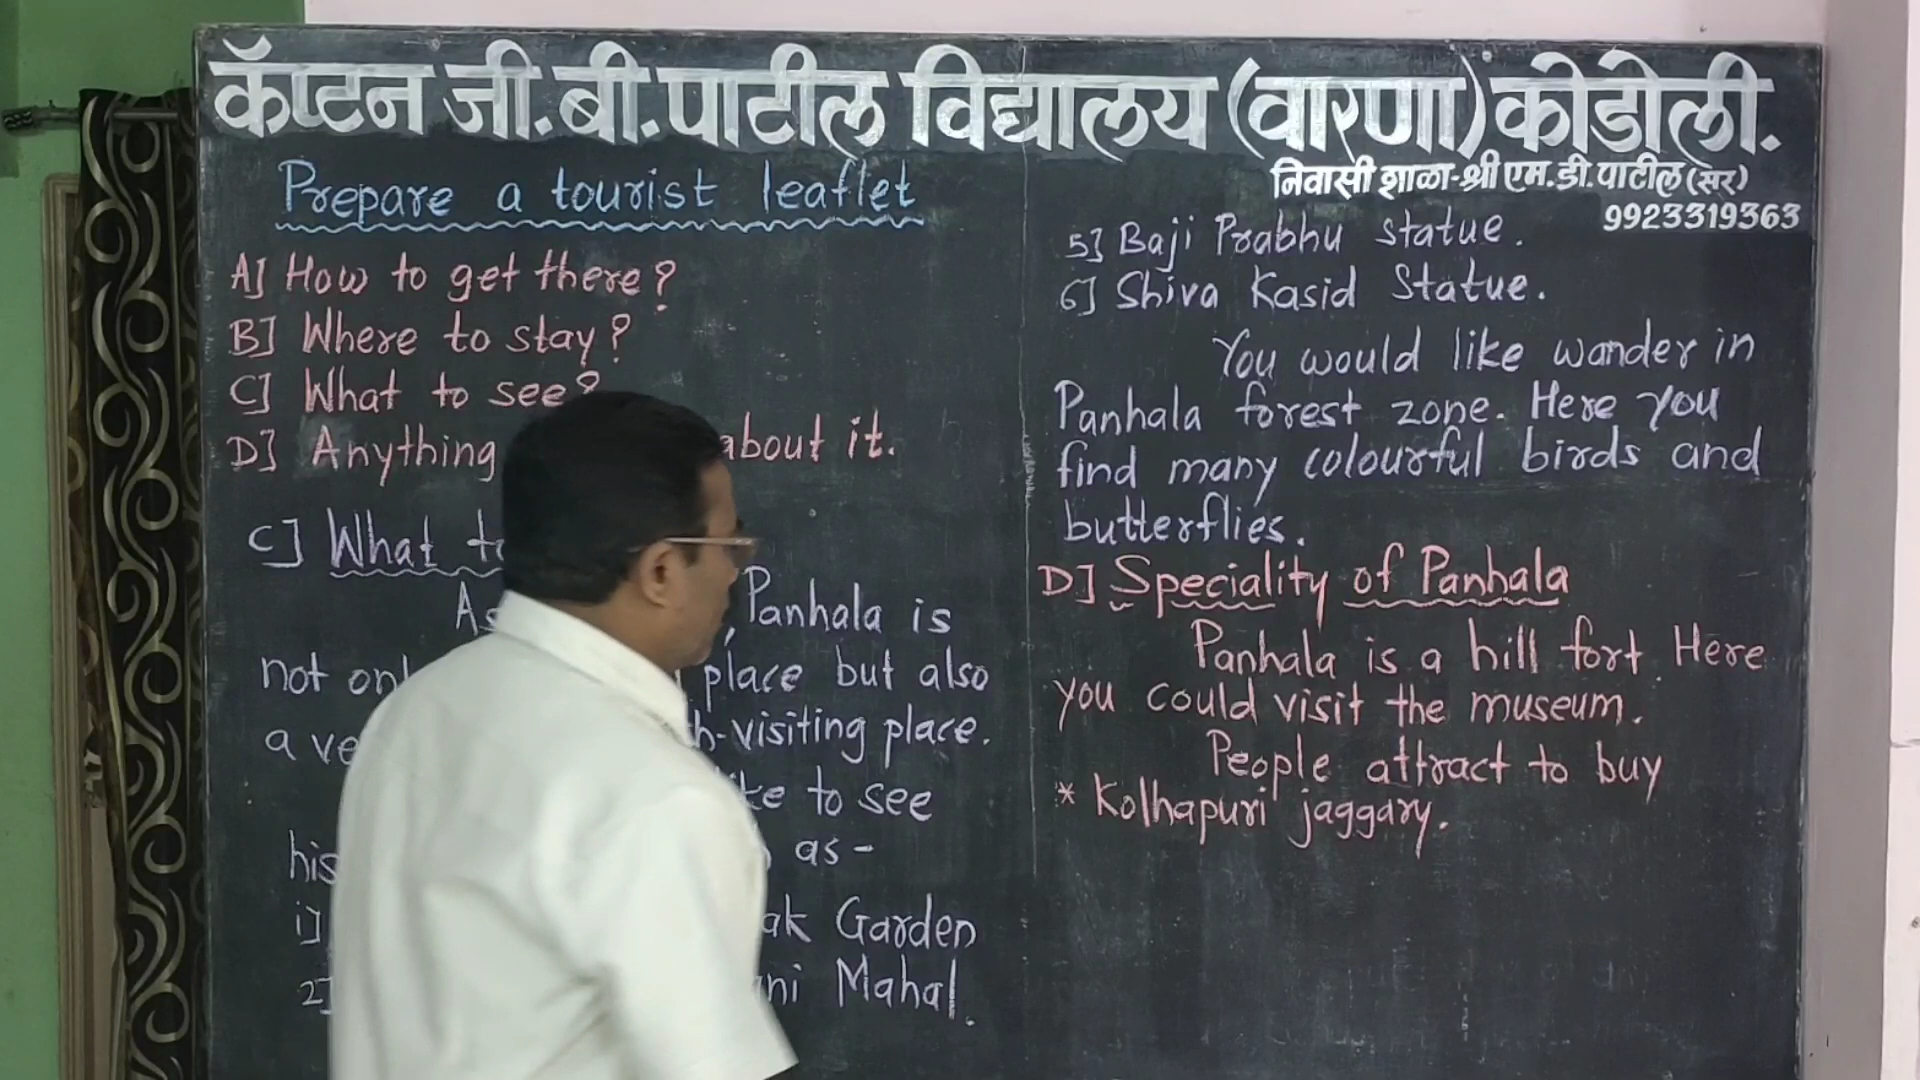 कॅप्टन जी.बी.पाटील विद्यालय (वारणा) कोडोली.
निवासी शाळा-श्री एम.डी.पाटील (सर)
9923319363
Prepare a tourist leaflet
A] How to get there?
B] Where to stay?
C] What to see?
D] Anything about it.
C] What
Panhala is
not place but also
a visiting place.
to see
as-
1] Garden
2] Mahal.
5] Baji Prabhu statue.
6] Shiva Kasid Statue.
You would like wander in
Panhala forest zone. Here you
find many colourful birds and
butterflies.
D] Speciality of Panhala
Panhala is a hill fort. Here
you could visit the museum.
People attract to buy
* Kolhapuri jaggary.